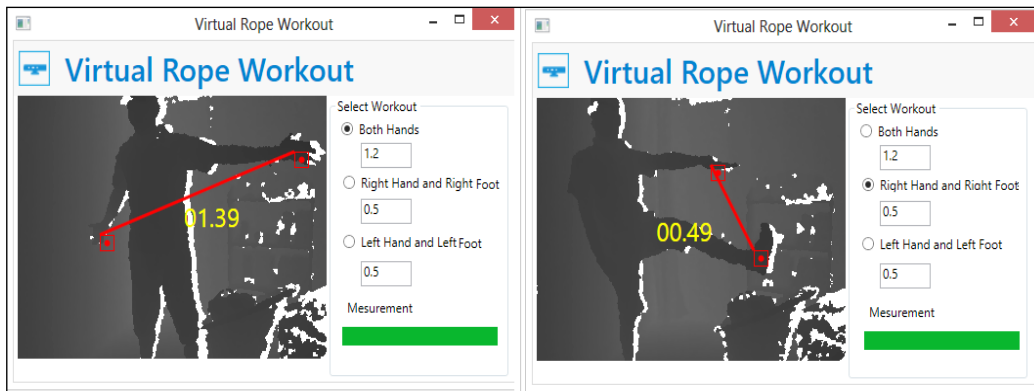 Virtual Rope Workout
Virtual Rope Workout
Select Workout
Both Hands
1.2
Right Hand and Right Foot
0.5
Left Hand and Left Foot
0.5
Mesurement
01.39
Virtual Rope Workout
Virtual Rope Workout
Select Workout
Both Hands
1.2
Right Hand and Right Foot
0.5
Left Hand and Left Foot
0.5
Mesurement
00.49